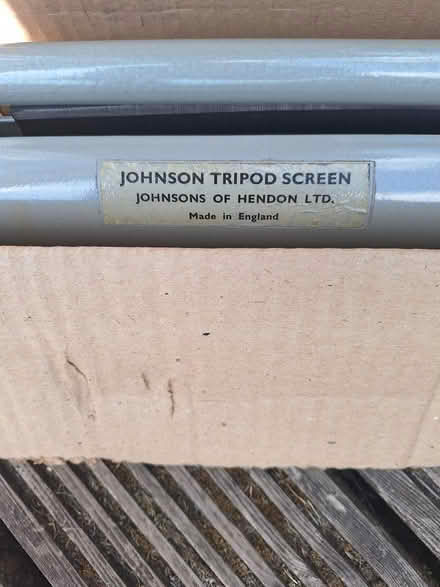 JOHNSON TRIPOD SCREEN
JOHNSONS OF HENDON LTD.
Made in England